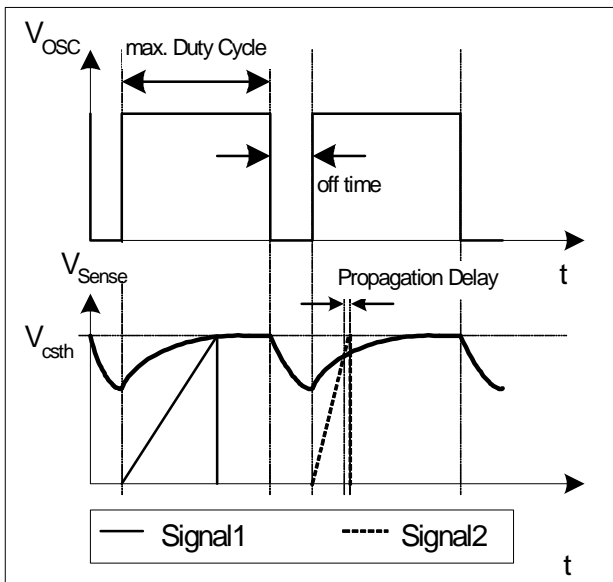 V_OSC
max. Duty Cycle
off time
t
V_Sense
Propagation Delay
V_csth
Signal1 Signal2
t